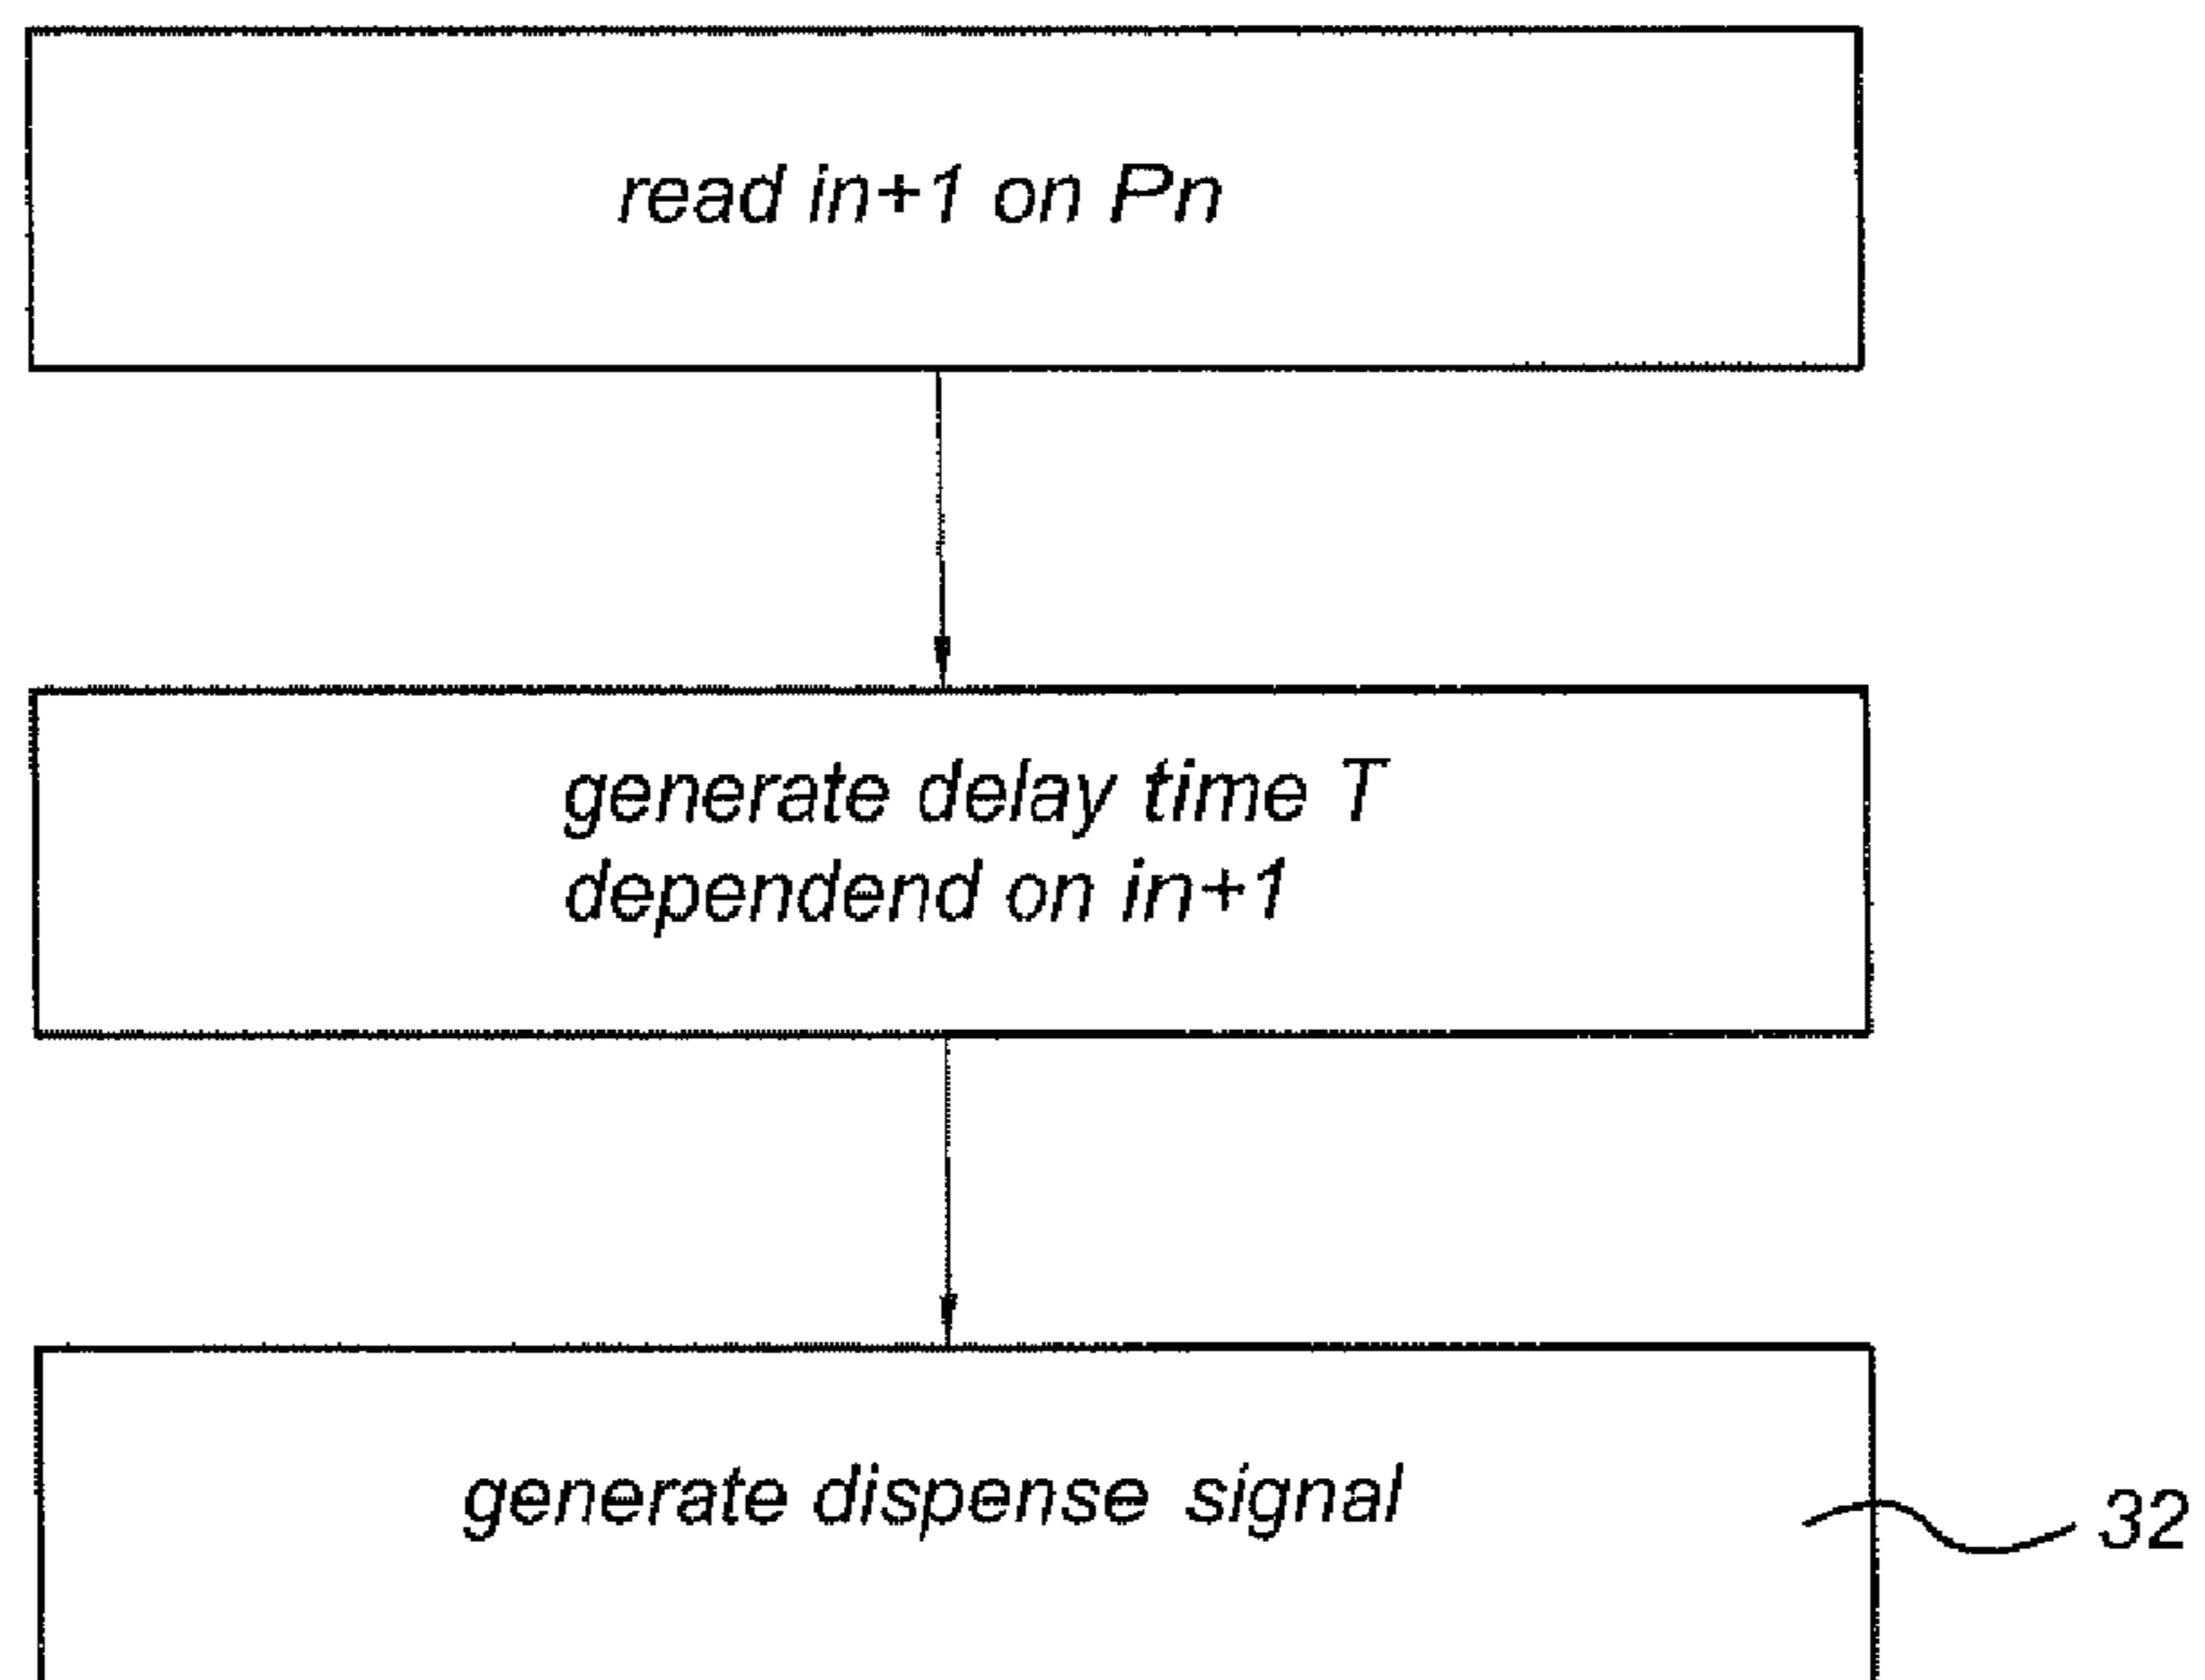 read in+1 on Pn
generate delay time T
dependend on in+1
generate dispense signal
32